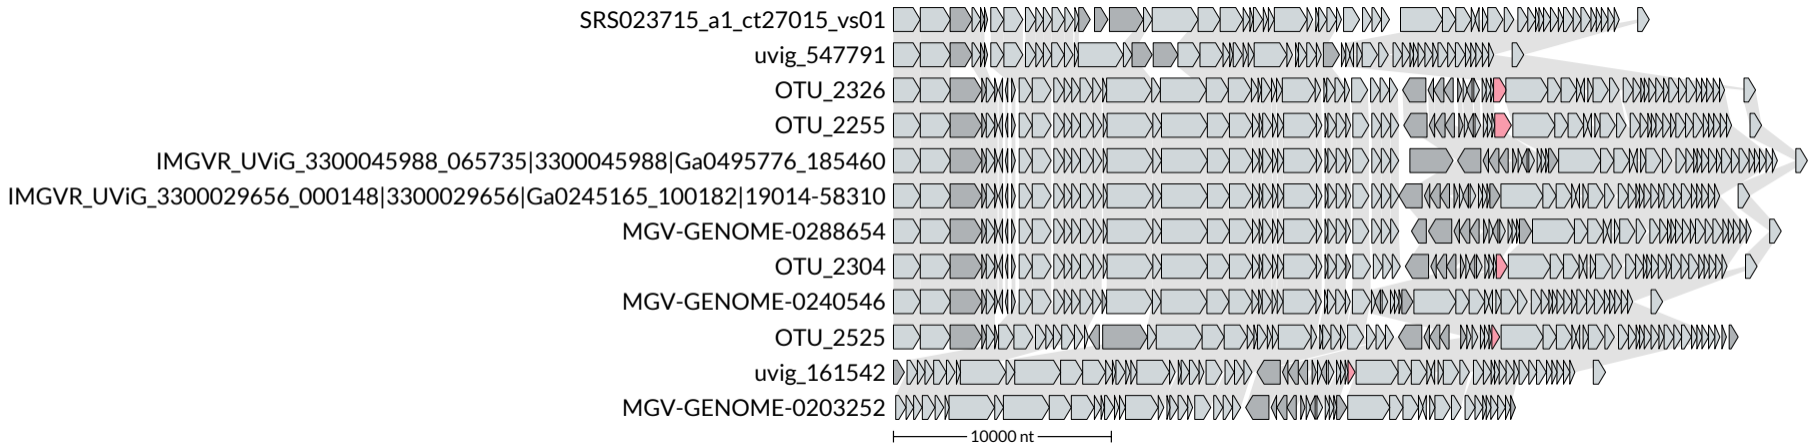 SRS023715_a1_ct27015_vs01
uvig_547791
OTU_2326
OTU_2255
IMGVR_UViG_3300045988_065735|3300045988|Ga0495776_185460
IMGVR_UViG_3300029656_000148|3300029656|Ga0245165_100182|19014-58310
MGV-GENOME-0288654
OTU_2304
MGV-GENOME-0240546
OTU_2525
uvig_161542
MGV-GENOME-0203252
10000 nt